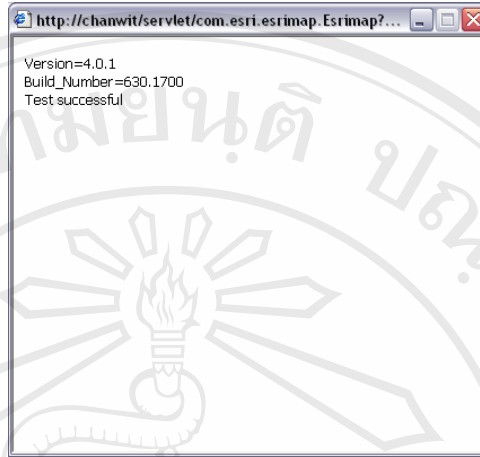 http://chanwit/servlet/com.esri.esrimap.Esrimap?...
Version=4.0.1
Build_Number=630.1700
Test successful